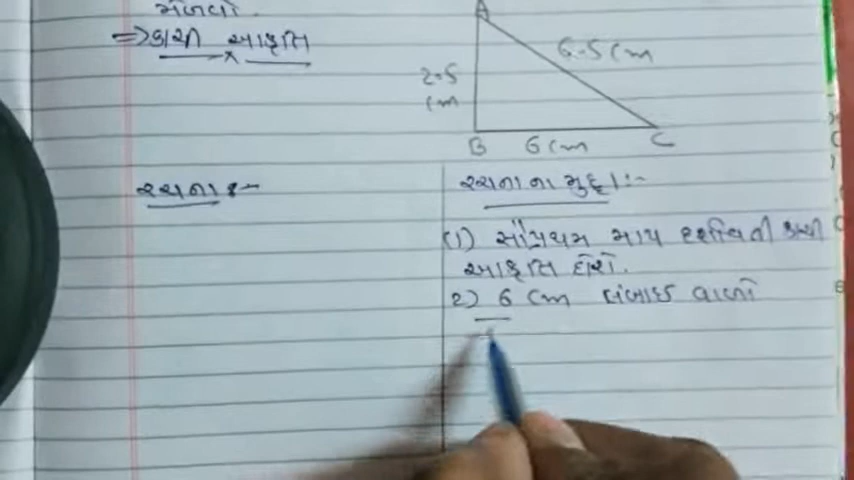 મેળવો.
⇒ કાચી આકૃતિ
A
6.5 cm
2.5
cm
B 6 cm C
રચના :-
રચનાના મુદ્દા :-
(1) સૌપ્રથમ માપ દર્શાવતી કાચી
આકૃતિ દોરો.
2) 6 cm લંબાઈ વાળો